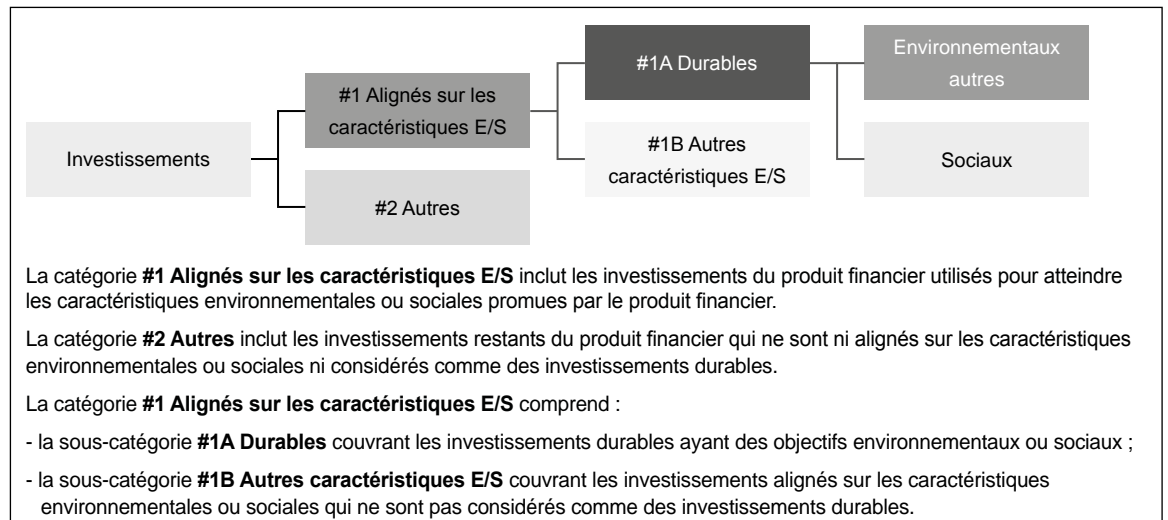 Investissements
#1 Alignés sur les
caractéristiques E/S
#2 Autres
#1A Durables
#1B Autres
caractéristiques E/S
Environnementaux
autres
Sociaux
La catégorie #1 Alignés sur les caractéristiques E/S inclut les investissements du produit financier utilisés pour atteindre
les caractéristiques environnementales ou sociales promues par le produit financier.
La catégorie #2 Autres inclut les investissements restants du produit financier qui ne sont ni alignés sur les caractéristiques
environnementales ou sociales ni considérés comme des investissements durables.
La catégorie #1 Alignés sur les caractéristiques E/S comprend :
- la sous-catégorie #1A Durables couvrant les investissements durables ayant des objectifs environnementaux ou sociaux ;
- la sous-catégorie #1B Autres caractéristiques E/S couvrant les investissements alignés sur les caractéristiques
environnementales ou sociales qui ne sont pas considérés comme des investissements durables.